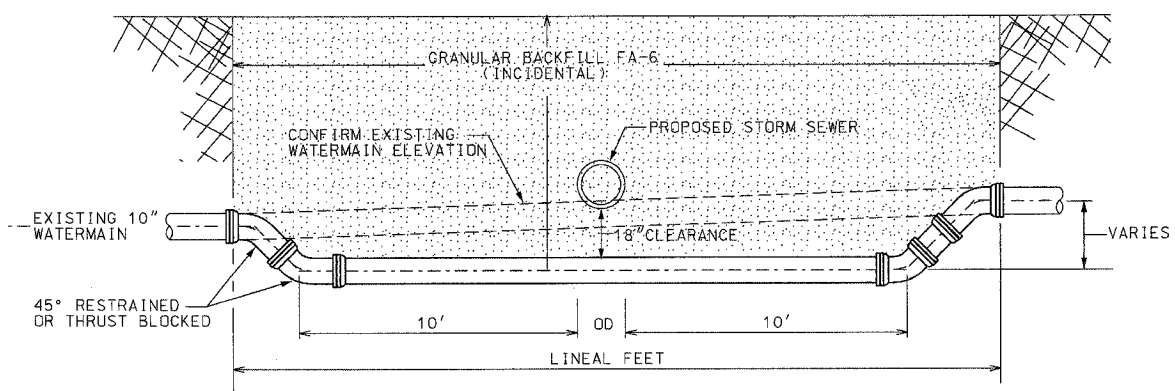 GRANULAR BACKFILL FA-6
(INCIDENTAL)
CONFIRM EXISTING
WATERMAIN ELEVATION
PROPOSED STORM SEWER
EXISTING 10"
WATERMAIN
18" CLEARANCE
VARIES
45° RESTRAINED
OR THRUST BLOCKED
10' OD 10'
LINEAL FEET